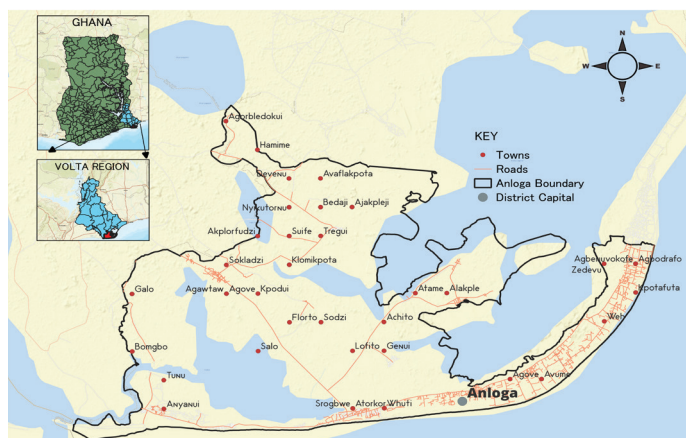 GHANA
VOLTA REGION
N
W E
S
KEY
Towns
Roads
Anloga Boundary
District Capital
Agorbledokui
Hamime
Devenu
Avaflakpota
Nyikutornu
Bedaji
Ajakpleji
Akplorfudzi
Suife
Tregui
Sokladzi
Klomikpota
Agbenuvokofe
Agbodrafo
Zedevu
Galo
Agawtaw
Agove
Kpodui
Atame
Alakple
Kpotafuta
Florto
Sodzi
Achito
Weh
Bomgbo
Salo
Lofito
Genui
Tunu
Agove
Avume
Anloga
Anyanui
Srogbwe
Atorkor
Whuti